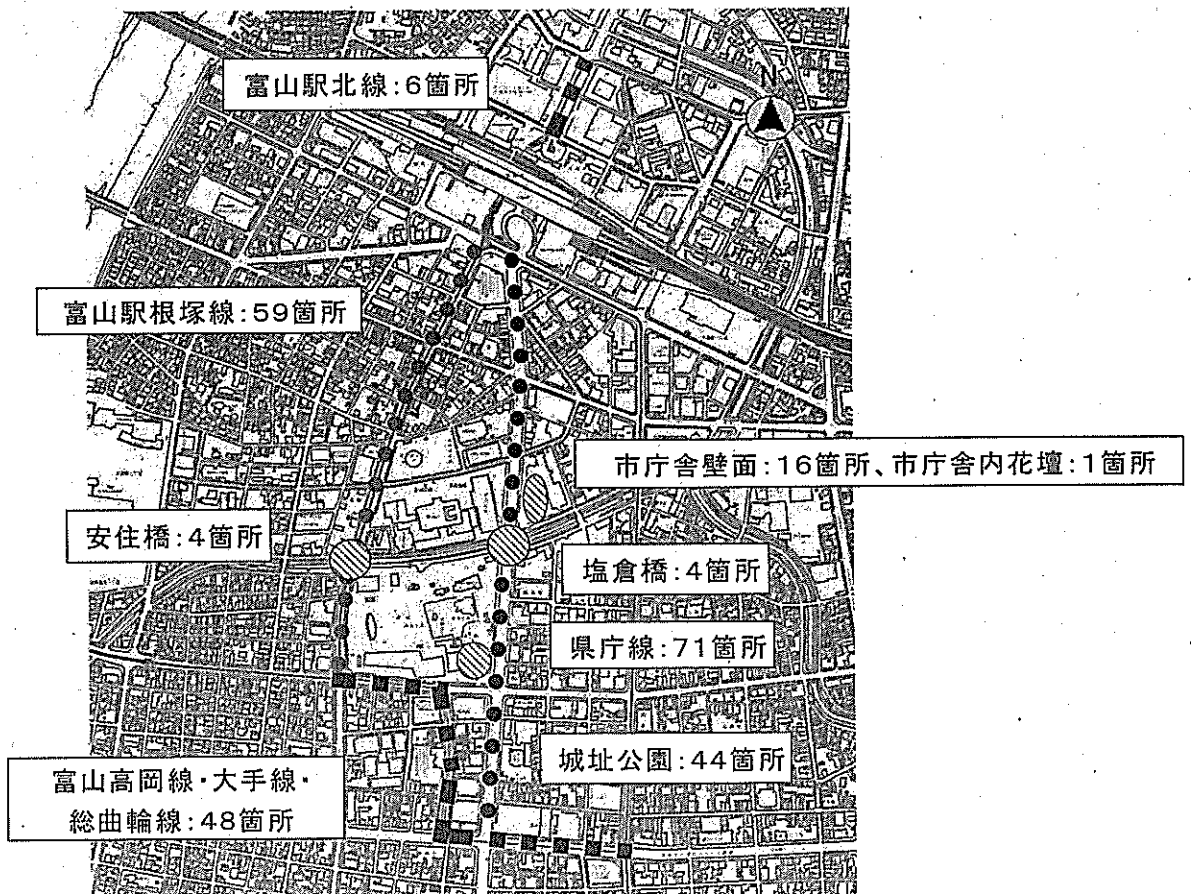 富山駅北線:6箇所
N
富山駅根塚線:59箇所
市庁舎壁面:16箇所、市庁舎内花壇:1箇所
安住橋:4箇所
塩倉橋:4箇所
県庁線:71箇所
城址公園:44箇所
富山高岡線・大手線・
総曲輪線:48箇所